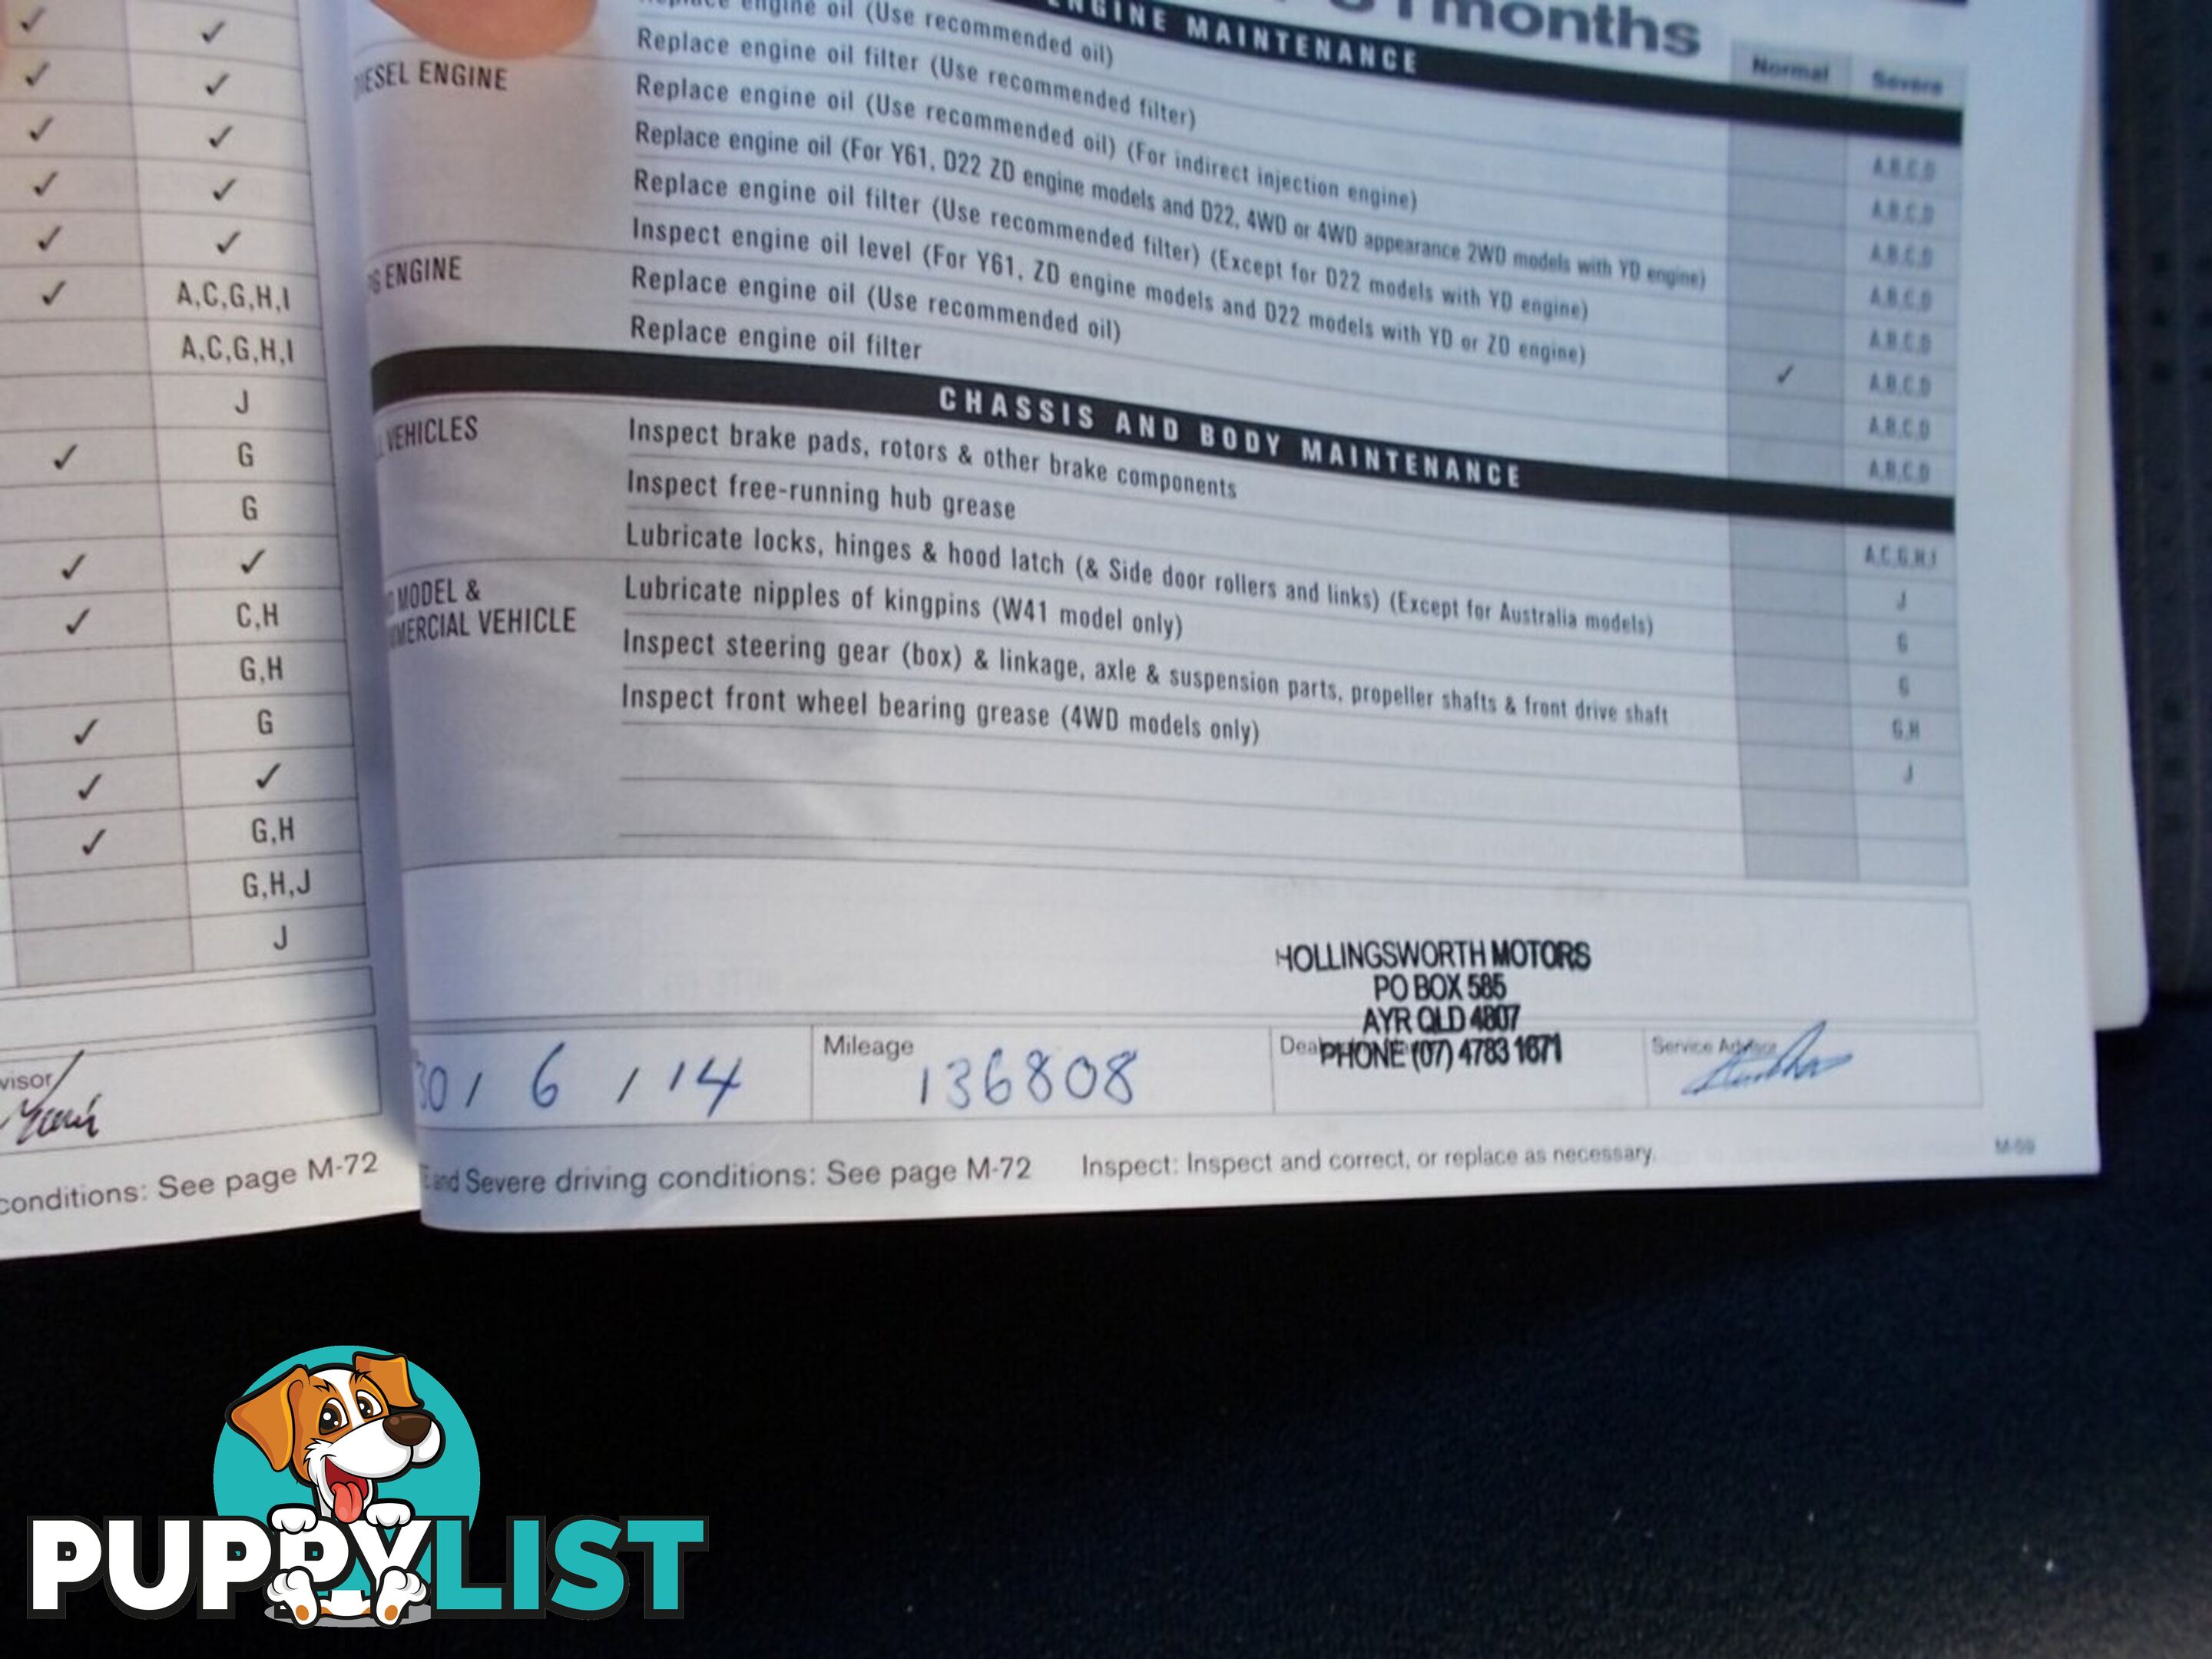 ✓ ✓
✓ ✓
✓ ✓
✓ ✓
✓ ✓
✓ A,C,G,H,I
A,C,G,H,I
J
✓ G
G
✓ ✓
✓ C,H
G,H
✓ G
✓ ✓
✓ G,H
G,H,J
J
visor
conditions: See page M-72
months
ENGINE MAINTENANCE
Normal Severe
engine oil (Use recommended oil) A,B,C,D
Replace engine oil filter (Use recommended filter) A,B,C,D
DIESEL ENGINE Replace engine oil (Use recommended oil) (For indirect injection engine) A,B,C,D
Replace engine oil (For Y61, D22 ZD engine models and D22, 4WD or 4WD appearance 2WD models with YD engine) A,B,C,D
Replace engine oil filter (Use recommended filter) (Except for D22 models with YD engine) A,B,C,D
Inspect engine oil level (For Y61, ZD engine models and D22 models with YD or ZD engine) ✓ A,B,C,D
ENGINE Replace engine oil (Use recommended oil) A,B,C,D
Replace engine oil filter A,B,C,D
CHASSIS AND BODY MAINTENANCE
VEHICLES Inspect brake pads, rotors & other brake components A,C,G,H,I
Inspect free-running hub grease J
Lubricate locks, hinges & hood latch (& Side door rollers and links) (Except for Australia models) G
MODEL & Lubricate nipples of kingpins (W41 model only) G
MERCIAL VEHICLE Inspect steering gear (box) & linkage, axle & suspension parts, propeller shafts & front drive shaft G,H
Inspect front wheel bearing grease (4WD models only) J
HOLLINGSWORTH MOTORS
PO BOX 585
AYR QLD 4807
PHONE (07) 4783 1671
30 / 6 / 14 Mileage 136808 Service Advisor
and Severe driving conditions: See page M-72 Inspect: Inspect and correct, or replace as necessary.
PUPPYLIST